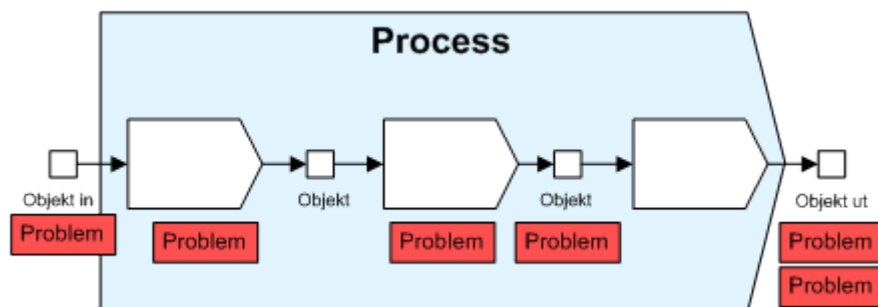 Process
Objekt in
Objekt
Objekt
Objekt ut
Problem
Problem
Problem
Problem
Problem
Problem